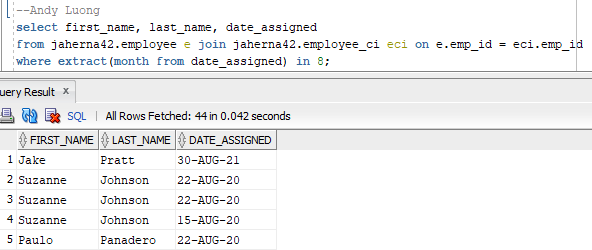 --Andy Luong
select first_name, last_name, date_assigned
from jaherna42.employee e join jaherna42.employee_ci eci on e.emp_id = eci.emp_id
where extract(month from date_assigned) in 8;
uery Result x
SQL | All Rows Fetched: 44 in 0.042 seconds
FIRST_NAME LAST_NAME DATE_ASSIGNED
1 Jake Pratt 30-AUG-21
2 Suzanne Johnson 22-AUG-20
3 Suzanne Johnson 22-AUG-20
4 Suzanne Johnson 15-AUG-20
5 Paulo Panadero 22-AUG-20